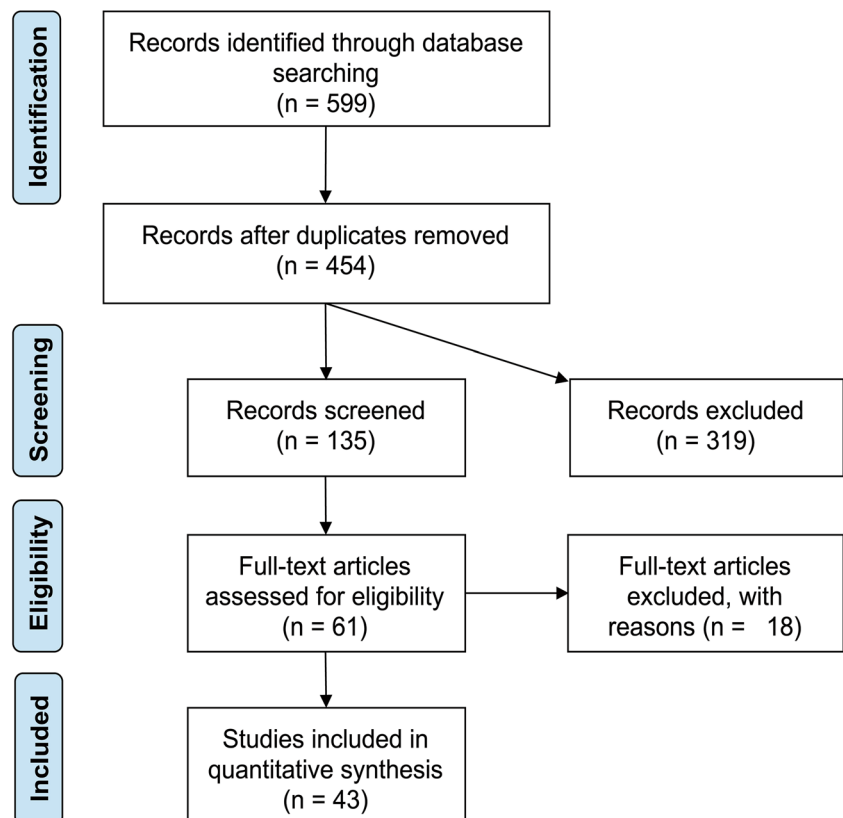 Identification
Records identified through database
searching
(n = 599)
Records after duplicates removed
(n = 454)
Screening
Records screened
(n = 135)
Records excluded
(n = 319)
Eligibility
Full-text articles
assessed for eligibility
(n = 61)
Full-text articles
excluded, with
reasons (n = 18)
Included
Studies included in
quantitative synthesis
(n = 43)